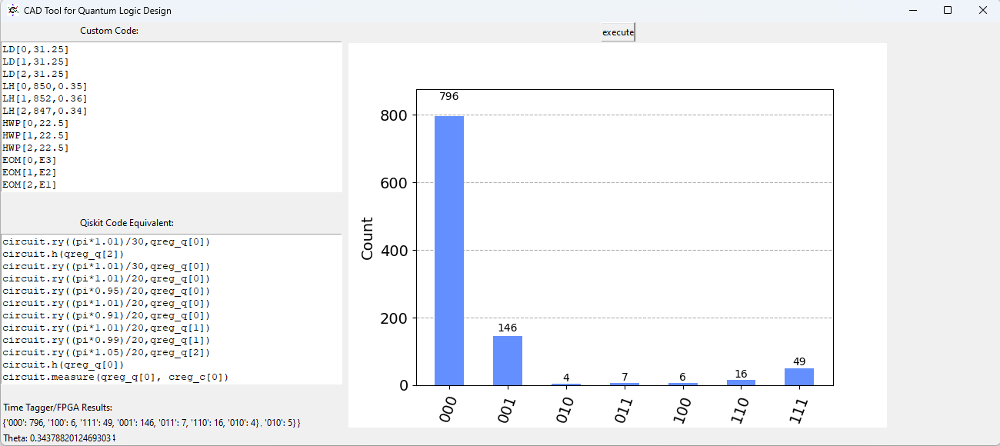 CAD Tool for Quantum Logic Design
Custom Code:
execute
LD[0,31.25]
LD[1,31.25]
LD[2,31.25]
LH[0,850,0.35]
LH[1,852,0.36]
LH[2,847,0.34]
HWP[0,22.5]
HWP[1,22.5]
HWP[2,22.5]
EOM[0,E3]
EOM[1,E2]
EOM[2,E1]
Qiskit Code Equivalent:
circuit.ry((pi*1.01)/30,qreg_q[0])
circuit.h(qreg_q[2])
circuit.ry((pi*1.01)/30,qreg_q[0])
circuit.ry((pi*1.01)/20,qreg_q[0])
circuit.ry((pi*0.95)/20,qreg_q[0])
circuit.ry((pi*1.01)/20,qreg_q[0])
circuit.ry((pi*0.91)/20,qreg_q[0])
circuit.ry((pi*1.01)/20,qreg_q[1])
circuit.ry((pi*0.99)/20,qreg_q[1])
circuit.ry((pi*1.05)/20,qreg_q[2])
circuit.h(qreg_q[0])
circuit.measure(qreg_q[0], creg_c[0])
Time Tagger/FPGA Results:
{'000': 796, '100': 6, '111': 49, '001': 146, '011': 7, '110': 16, '010': 4}, '010': 5}}
Theta: 0.3437882012469303
Count
800
600
400
200
0
796
146
4
7
6
16
49
000
001
010
011
100
110
111